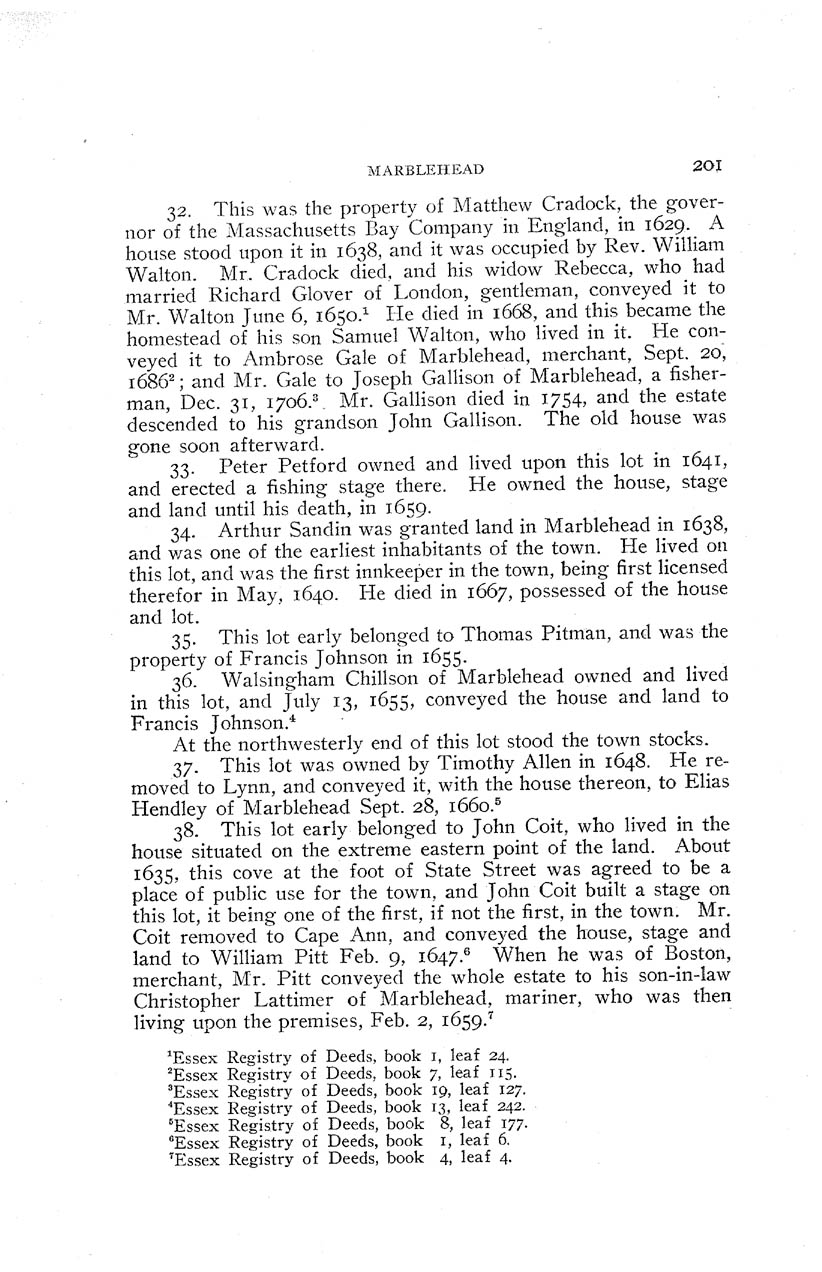 MARBLEHEAD 201
32. This was the property of Matthew Cradock, the gover-
nor of the Massachusetts Bay Company in England, in 1629. A
house stood upon it in 1638, and it was occupied by Rev. William
Walton. Mr. Cradock died, and his widow Rebecca, who had
married Richard Glover of London, gentleman, conveyed it to
Mr. Walton June 6, 1650.¹ He died in 1668, and this became the
homestead of his son Samuel Walton, who lived in it. He con-
veyed it to Ambrose Gale of Marblehead, merchant, Sept. 20,
1686²; and Mr. Gale to Joseph Gallison of Marblehead, a fisher-
man, Dec. 31, 1706.³ Mr. Gallison died in 1754, and the estate
descended to his grandson John Gallison. The old house was
gone soon afterward.
33. Peter Petford owned and lived upon this lot in 1641,
and erected a fishing stage there. He owned the house, stage
and land until his death, in 1659.
34. Arthur Sandin was granted land in Marblehead in 1638,
and was one of the earliest inhabitants of the town. He lived on
this lot, and was the first innkeeper in the town, being first licensed
therefor in May, 1640. He died in 1667, possessed of the house
and lot.
35. This lot early belonged to Thomas Pitman, and was the
property of Francis Johnson in 1655.
36. Walsingham Chillson of Marblehead owned and lived
in this lot, and July 13, 1655, conveyed the house and land to
Francis Johnson.⁴
At the northwesterly end of this lot stood the town stocks.
37. This lot was owned by Timothy Allen in 1648. He re-
moved to Lynn, and conveyed it, with the house thereon, to Elias
Hendley of Marblehead Sept. 28, 1660.⁵
38. This lot early belonged to John Coit, who lived in the
house situated on the extreme eastern point of the land. About
1635, this cove at the foot of State Street was agreed to be a
place of public use for the town, and John Coit built a stage on
this lot, it being one of the first, if not the first, in the town. Mr.
Coit removed to Cape Ann, and conveyed the house, stage and
land to William Pitt Feb. 9, 1647.⁶ When he was of Boston,
merchant, Mr. Pitt conveyed the whole estate to his son-in-law
Christopher Lattimer of Marblehead, mariner, who was then
living upon the premises, Feb. 2, 1659.⁷
¹Essex Registry of Deeds, book 1, leaf 24.
²Essex Registry of Deeds, book 7, leaf 115.
³Essex Registry of Deeds, book 19, leaf 127.
⁴Essex Registry of Deeds, book 13, leaf 242.
⁵Essex Registry of Deeds, book 8, leaf 177.
⁶Essex Registry of Deeds, book 1, leaf 6.
⁷Essex Registry of Deeds, book 4, leaf 4.